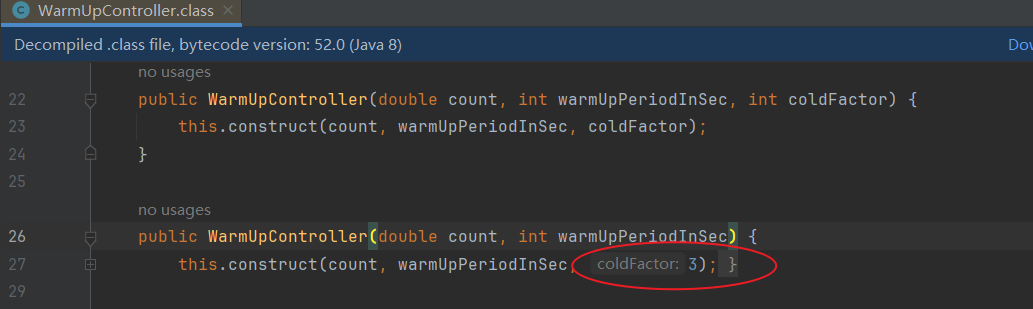 WarmUpController.class ×
Decompiled .class file, bytecode version: 52.0 (Java 8) Dov
no usages
22 public WarmUpController(double count, int warmUpPeriodInSec, int coldFactor) {
23 this.construct(count, warmUpPeriodInSec, coldFactor);
24 }
25
no usages
26 public WarmUpController(double count, int warmUpPeriodInSec) {
27 this.construct(count, warmUpPeriodInSec, coldFactor: 3); }
29